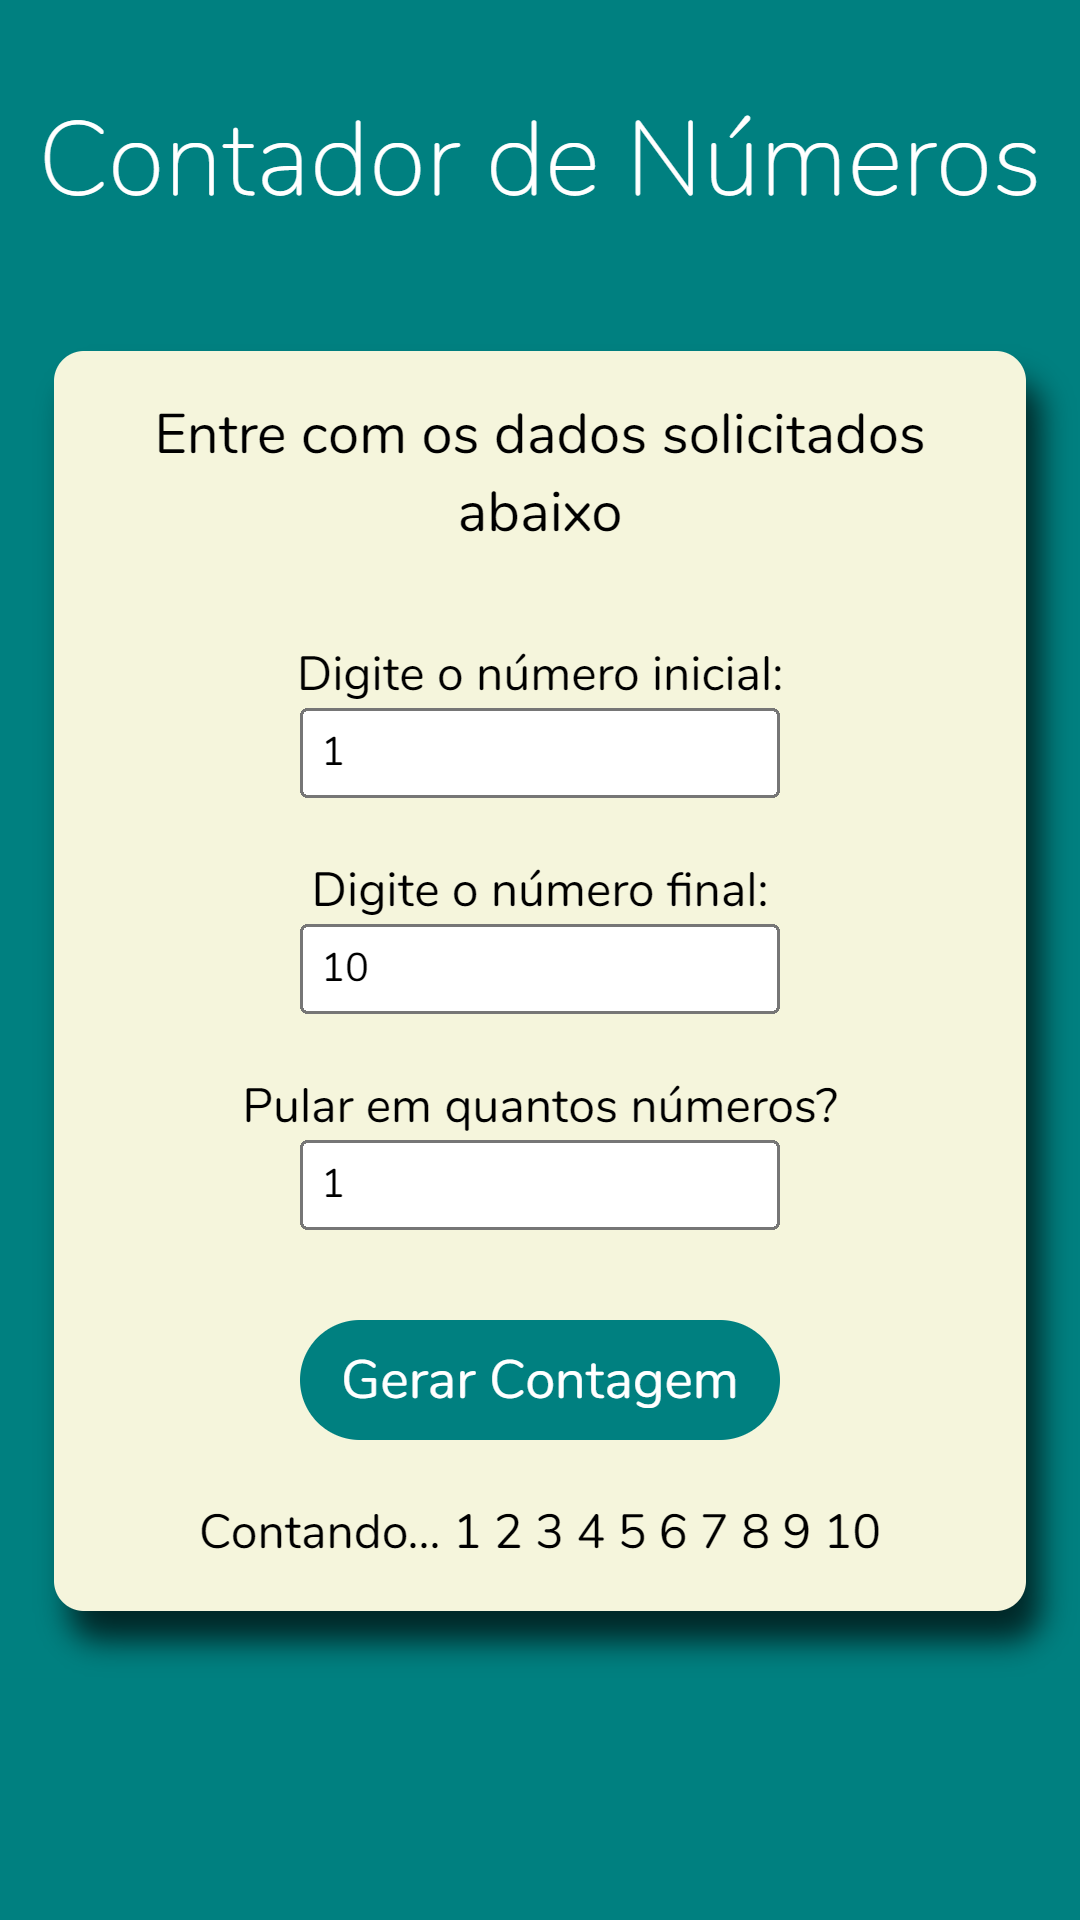 Contador de Números
Entre com os dados solicitados
abaixo
Digite o número inicial:
1
Digite o número final:
10
Pular em quantos números?
1
Gerar Contagem
Contando... 1 2 3 4 5 6 7 8 9 10